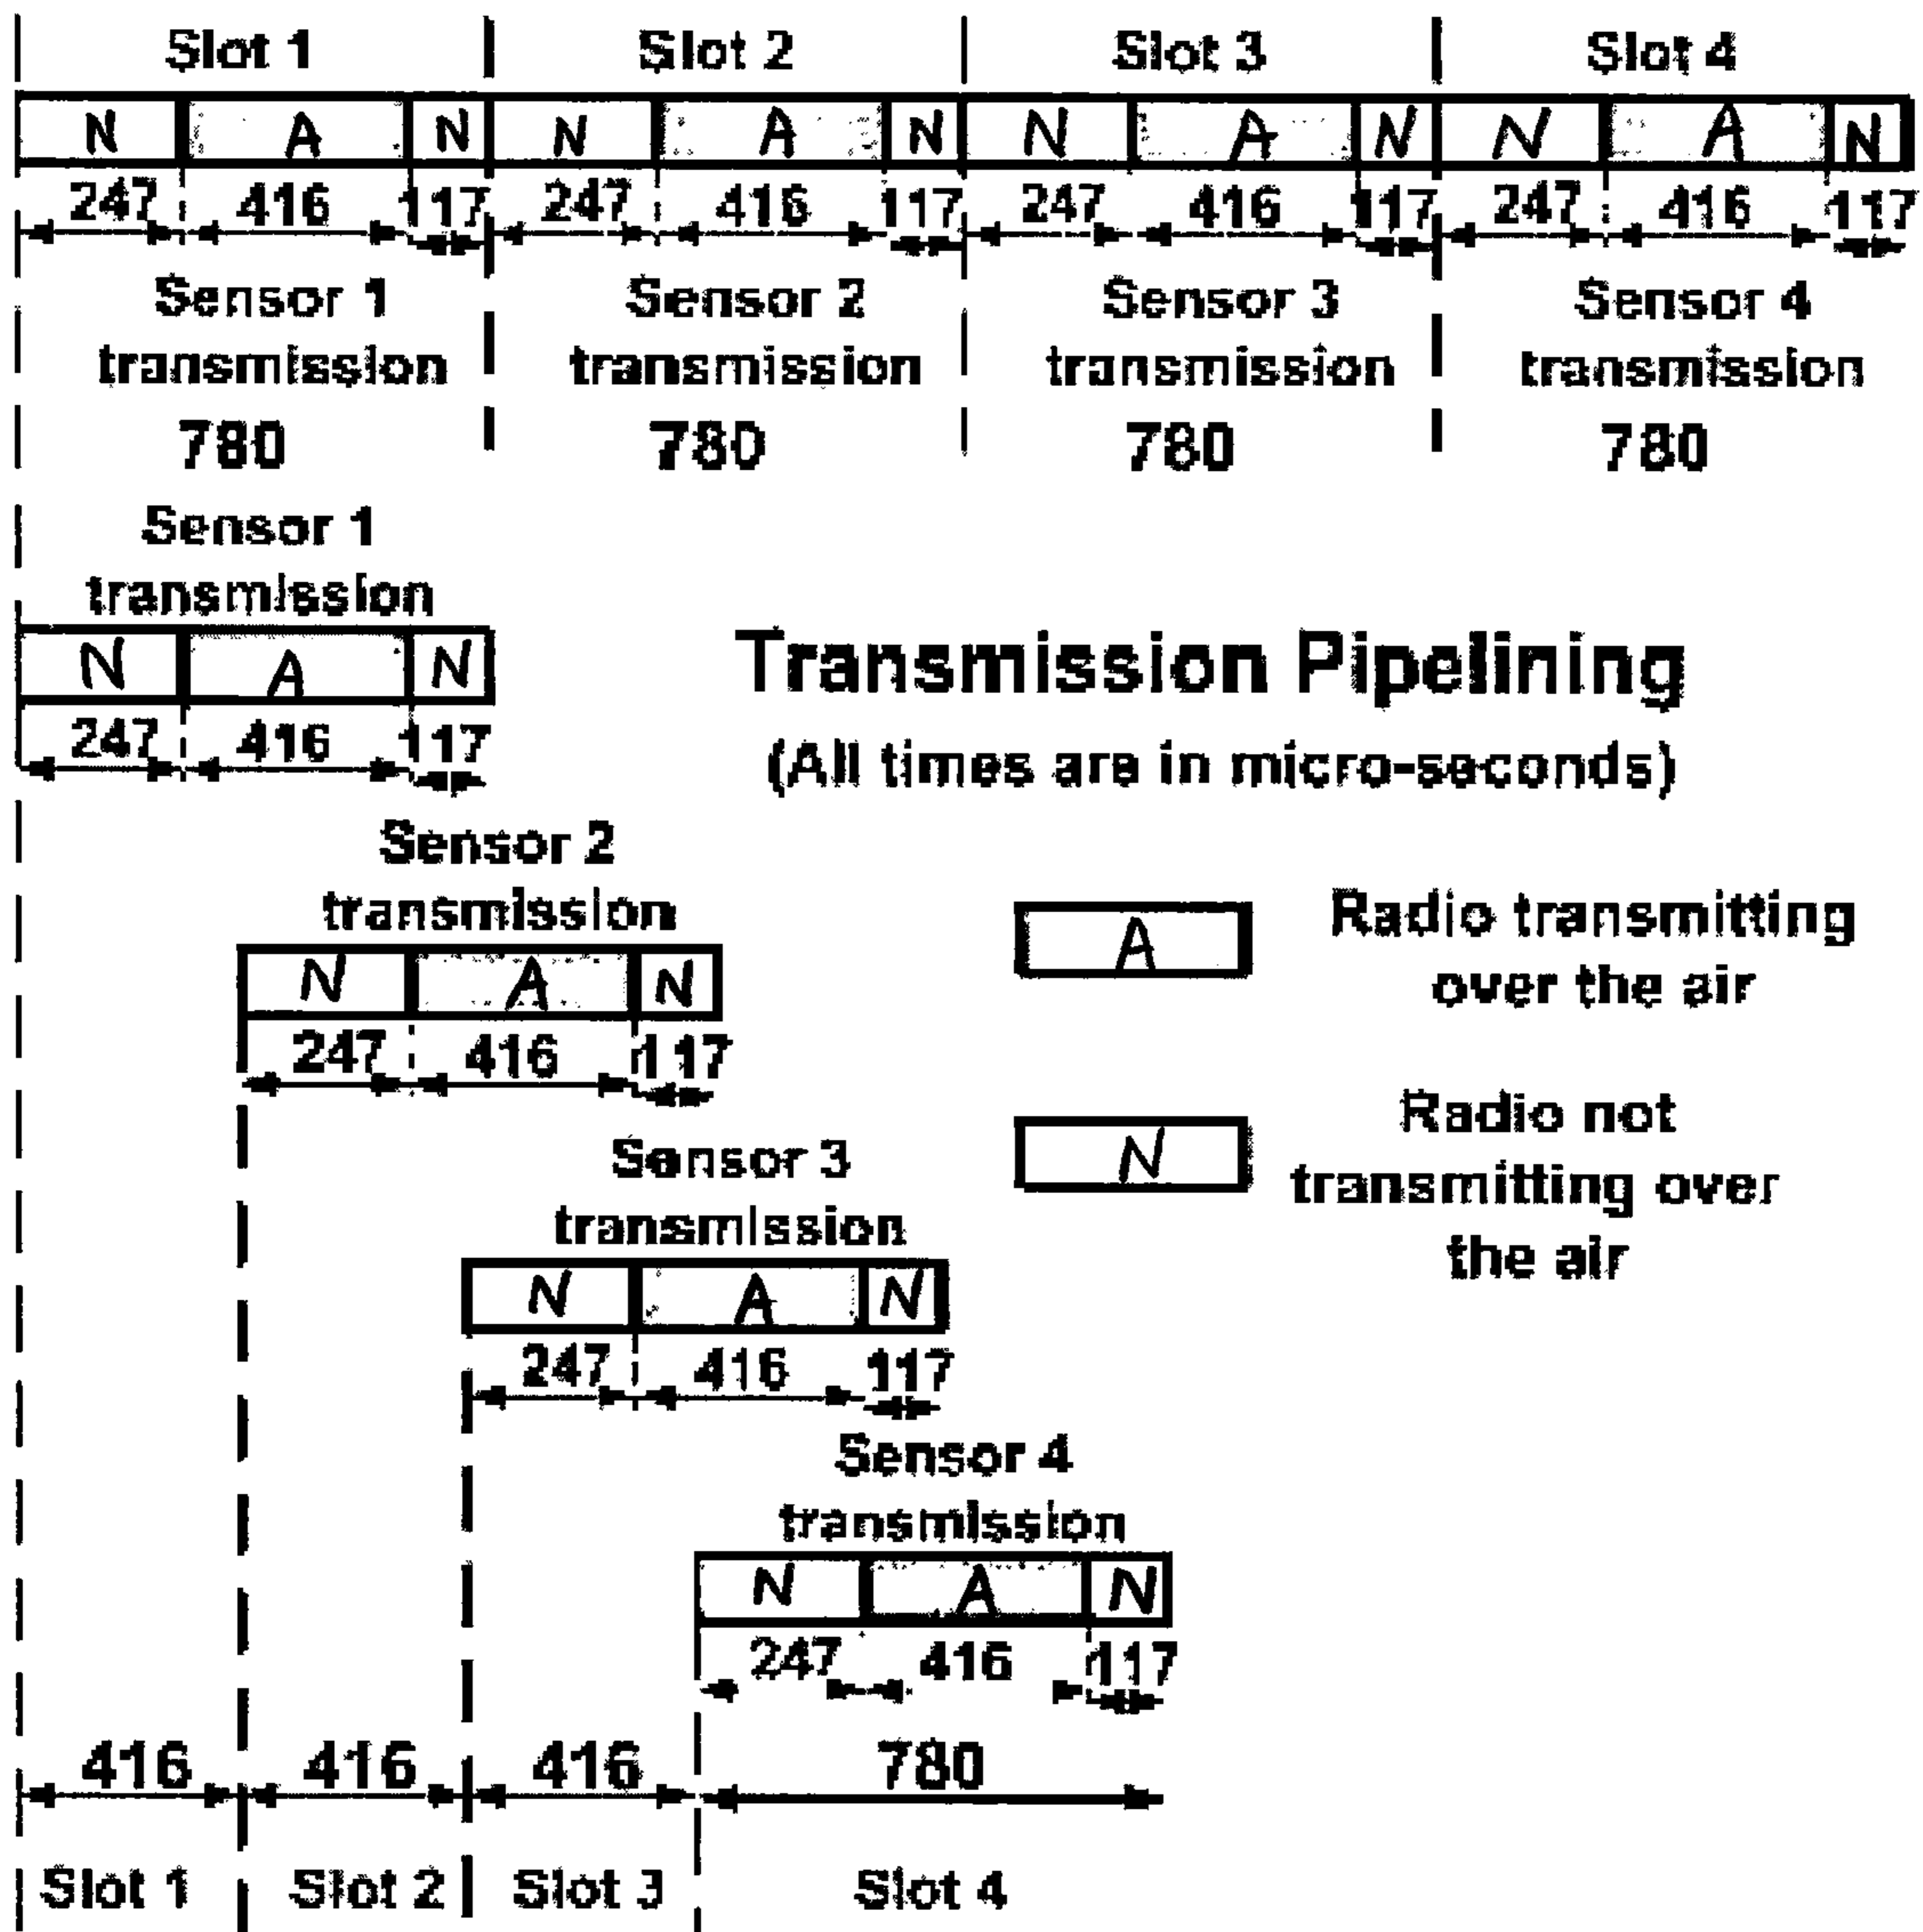 Slot 1 Slot 2 Slot 3 Slot 4
N A N N A N N A N N A N
247 416 117 247 416 117 247 416 117 247 416 117
Sensor 1 Sensor 2 Sensor 3 Sensor 4
transmission transmission transmission transmission
780 780 780 780
Sensor 1
transmission
N A N
247 416 117
Transmission Pipelining
(All times are in micro-seconds)
Sensor 2
transmission
N A N
247 416 117
A
Radio transmitting
over the air
N
Radio not
transmitting over
the air
Sensor 3
transmission
N A N
247 416 117
Sensor 4
transmission
N A N
247 416 117
416 416 416 780
Slot 1 Slot 2 Slot 3 Slot 4